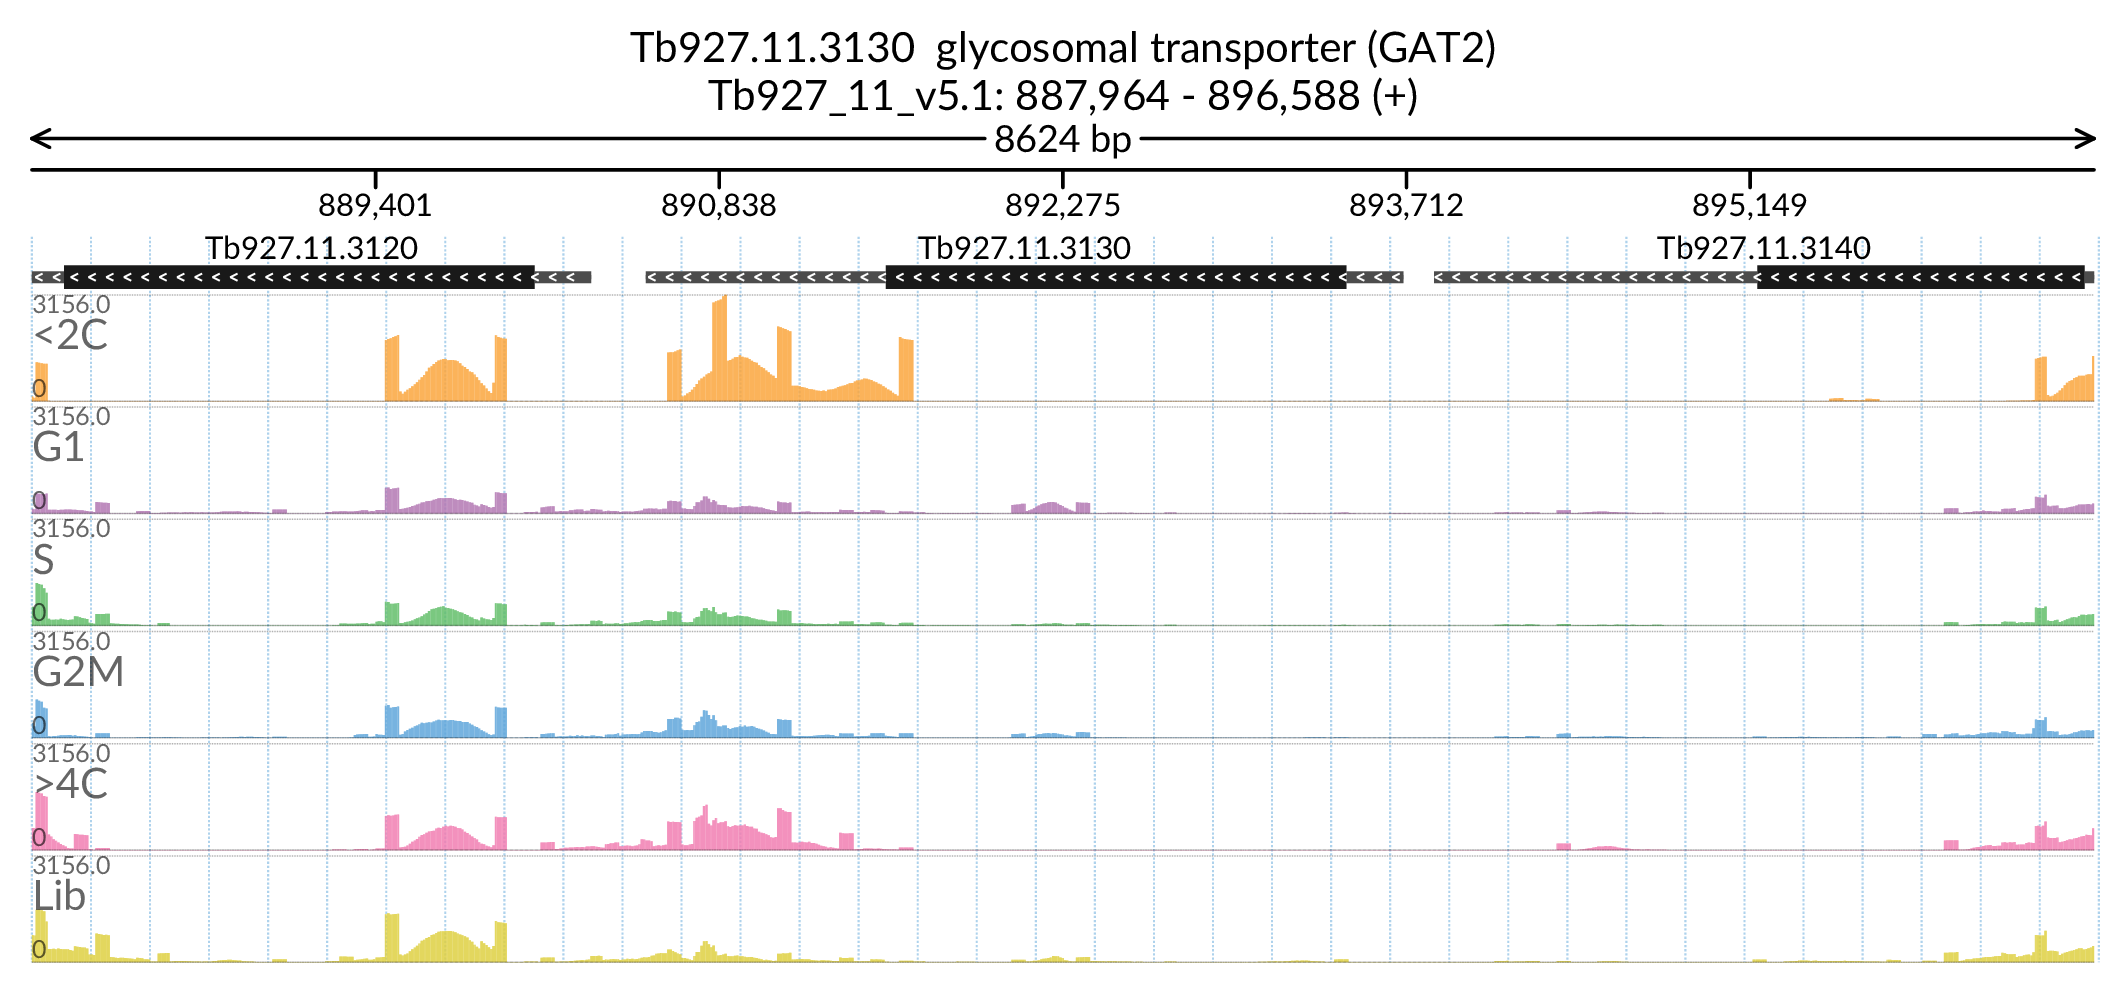 Tb927.11.3130 glycosomal transporter (GAT2)
Tb927_11_v5.1: 887,964 - 896,588 (+)
8624 bp
889,401 890,838 892,275 893,712 895,149
Tb927.11.3120 Tb927.11.3130 Tb927.11.3140
3156.0
<2C
0
3156.0
G1
0
3156.0
S
0
3156.0
G2M
0
3156.0
>4C
0
3156.0
Lib
0